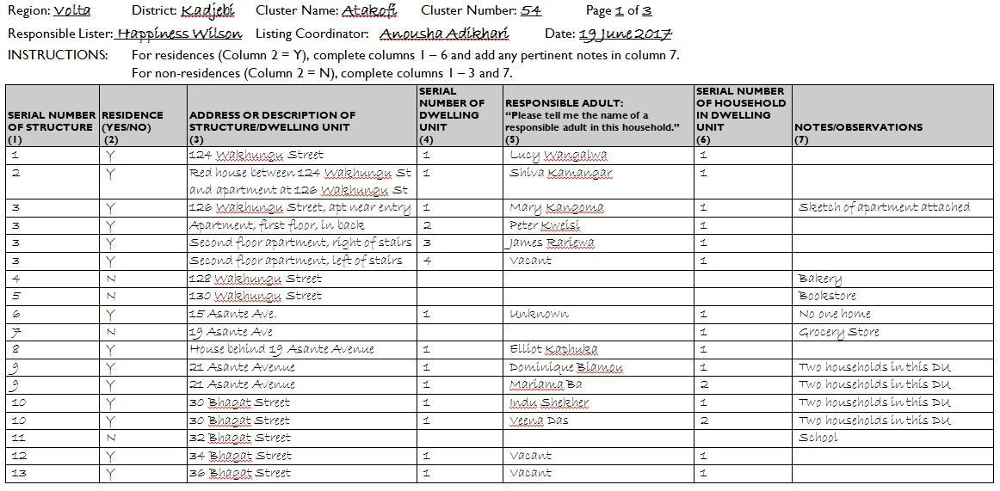 Region: Volta District: Kadjebi Cluster Name: Atakofi Cluster Number: 54 Page 1 of 3
Responsible Lister: Happiness Wilson Listing Coordinator: Anousha Adikhari Date: 19 June 2017
INSTRUCTIONS: For residences (Column 2 = Y), complete columns 1 – 6 and add any pertinent notes in column 7.
For non-residences (Column 2 = N), complete columns 1 – 3 and 7.
SERIAL NUMBER OF STRUCTURE (1) RESIDENCE (YES/NO) (2) ADDRESS OR DESCRIPTION OF STRUCTURE/DWELLING UNIT (3) SERIAL NUMBER OF DWELLING UNIT (4) RESPONSIBLE ADULT: “Please tell me the name of a responsible adult in this household.” (5) SERIAL NUMBER OF HOUSEHOLD IN DWELLING UNIT (6) NOTES/OBSERVATIONS (7)
1 Y 124 Wakhungu Street 1 Lucy Wangalwa 1
2 Y Red house between 124 Wakhungu St 1 Shiva Kamangar 1
and apartment at 126 Wakhungu St
3 Y 126 Wakhungu Street, apt near entry 1 Mary Kangoma 1 Sketch of apartment attached
3 Y Apartment, first floor, in back 2 Peter Kweisi 1
3 Y Second floor apartment, right of stairs 3 James Rariewa 1
3 Y Second floor apartment, left of stairs 4 Vacant 1
4 N 128 Wakhungu Street Bakery
5 N 130 Wakhungu Street Bookstore
6 Y 15 Asante Ave. 1 Unknown 1 No one home
7 N 19 Asante Ave 1 Grocery Store
8 Y House behind 19 Asante Avenue 1 Elliot Kaphuka 1
9 Y 21 Asante Avenue 1 Dominique Biamou 1 Two households in this DU
9 Y 21 Asante Avenue 1 Mariama Ba 2 Two households in this DU
10 Y 30 Bhagat Street 1 Indu Shekher 1 Two households in this DU
10 Y 30 Bhagat Street 1 Veena Das 2 Two households in this DU
11 N 32 Bhagat Street School
12 Y 34 Bhagat Street 1 Vacant 1
13 Y 36 Bhagat Street 1 Vacant 1